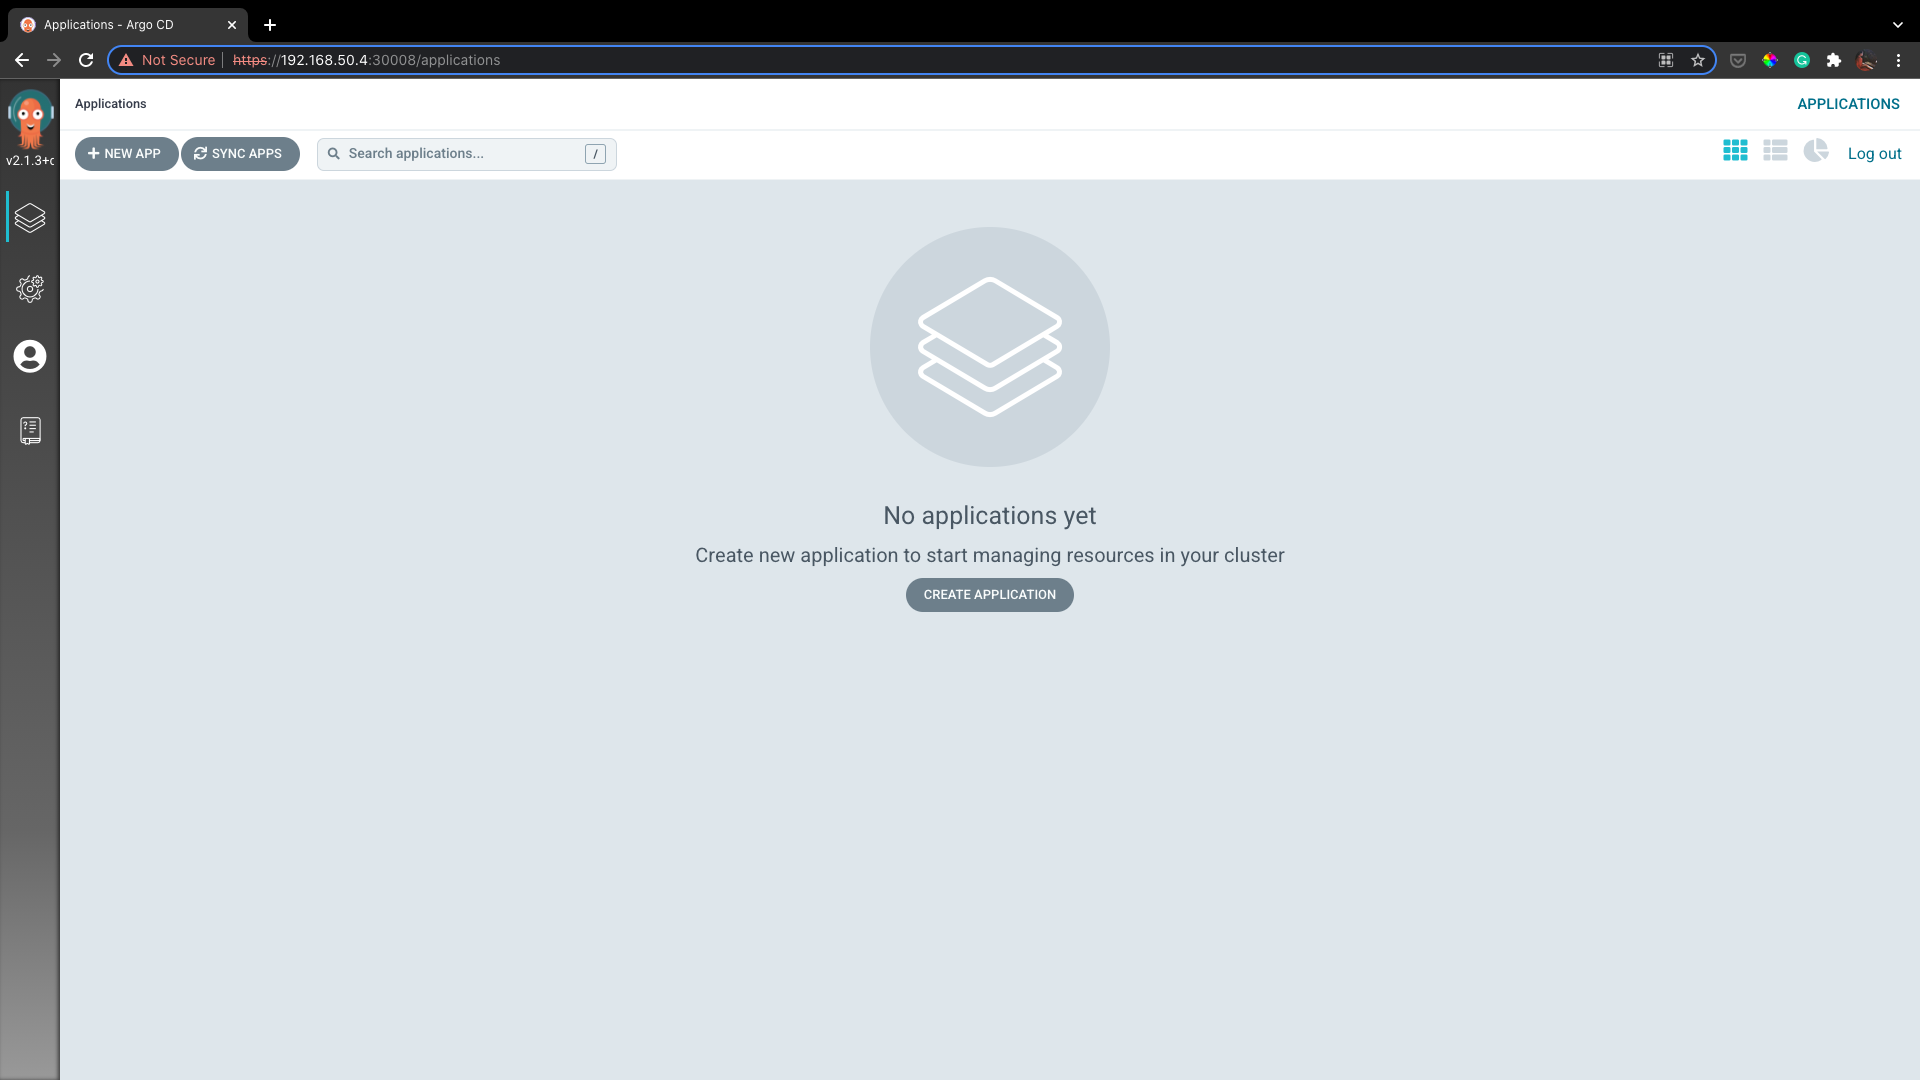 Applications - Argo CD
Not Secure https://192.168.50.4:30008/applications
Applications
APPLICATIONS
v2.1.3+c
NEW APP
SYNC APPS
Search applications...
/
Log out
No applications yet
Create new application to start managing resources in your cluster
CREATE APPLICATION